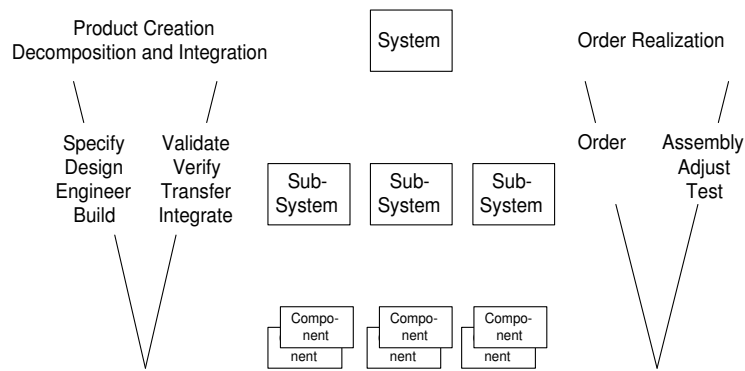 Product Creation
Decomposition and Integration
System
Order Realization
Specify
Design
Engineer
Build
Validate
Verify
Transfer
Integrate
Sub-
System
Sub-
System
Sub-
System
Order
Assembly
Adjust
Test
Compo-
nent
nent
Compo-
nent
nent
Compo-
nent
nent